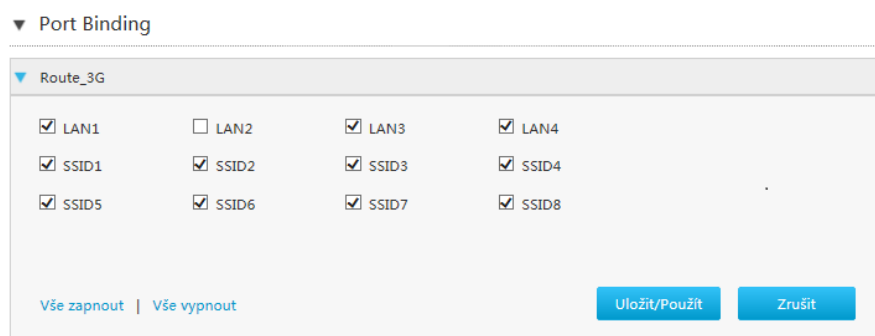 Port Binding
Route_3G
LAN1 LAN2 LAN3 LAN4
SSID1 SSID2 SSID3 SSID4
SSID5 SSID6 SSID7 SSID8
Vše zapnout | Vše vypnout Uložit/Použít Zrušit